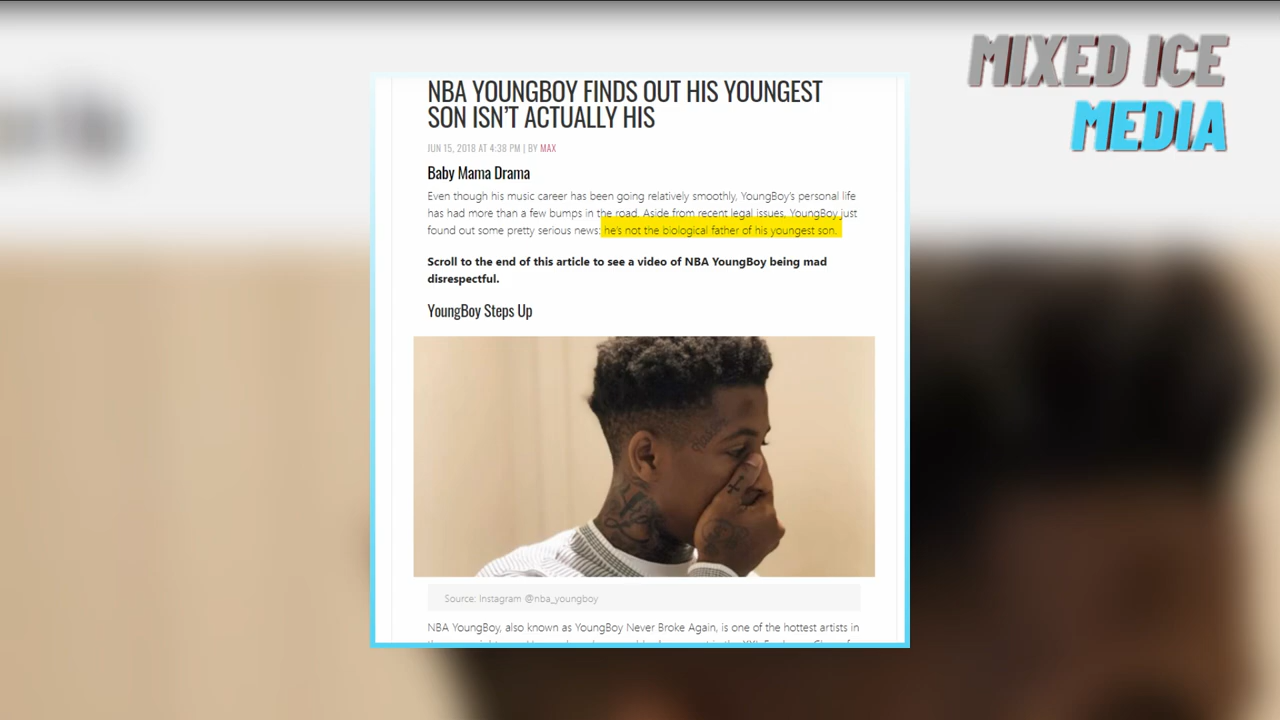 MIXED ICE
MEDIA
NBA YOUNGBOY FINDS OUT HIS YOUNGEST
SON ISN'T ACTUALLY HIS
JUN 15, 2018 AT 4:38 PM | BY MAX
Baby Mama Drama
Even though his music career has been going relatively smoothly, YoungBoy's personal life
has had more than a few bumps in the road. Aside from recent legal issues, YoungBoy just
found out some pretty serious news: he's not the biological father of his youngest son.
Scroll to the end of this article to see a video of NBA YoungBoy being mad
disrespectful.
YoungBoy Steps Up
Source: Instagram @nba_youngboy
NBA YoungBoy, also known as YoungBoy Never Broke Again, is one of the hottest artists in